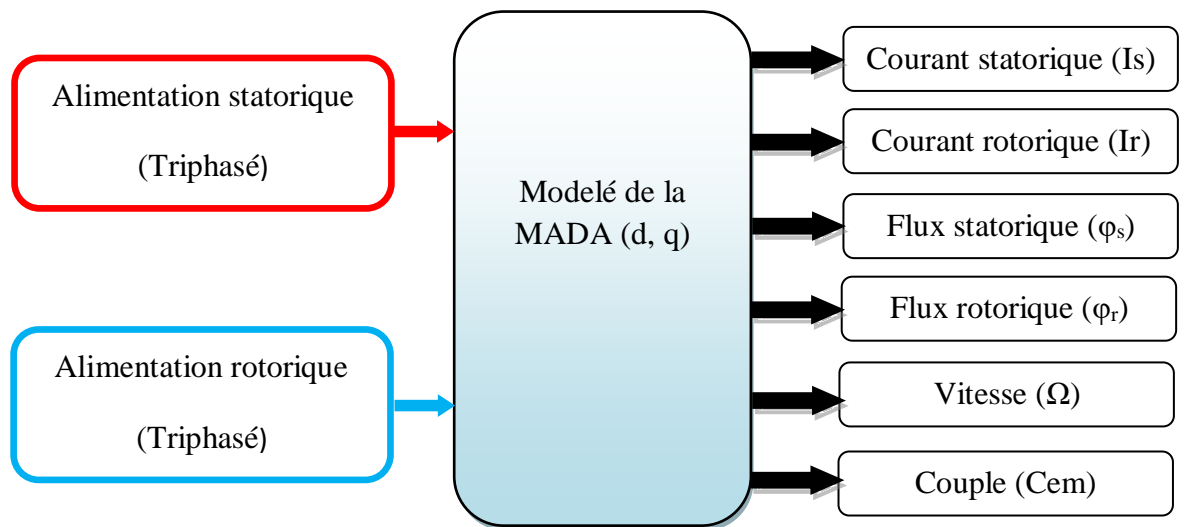 Alimentation statorique
(Triphasé)
Alimentation rotorique
(Triphasé)
Modelé de la
MADA (d, q)
Courant statorique (Is)
Courant rotorique (Ir)
Flux statorique (φₛ)
Flux rotorique (φᵣ)
Vitesse (Ω)
Couple (Cem)